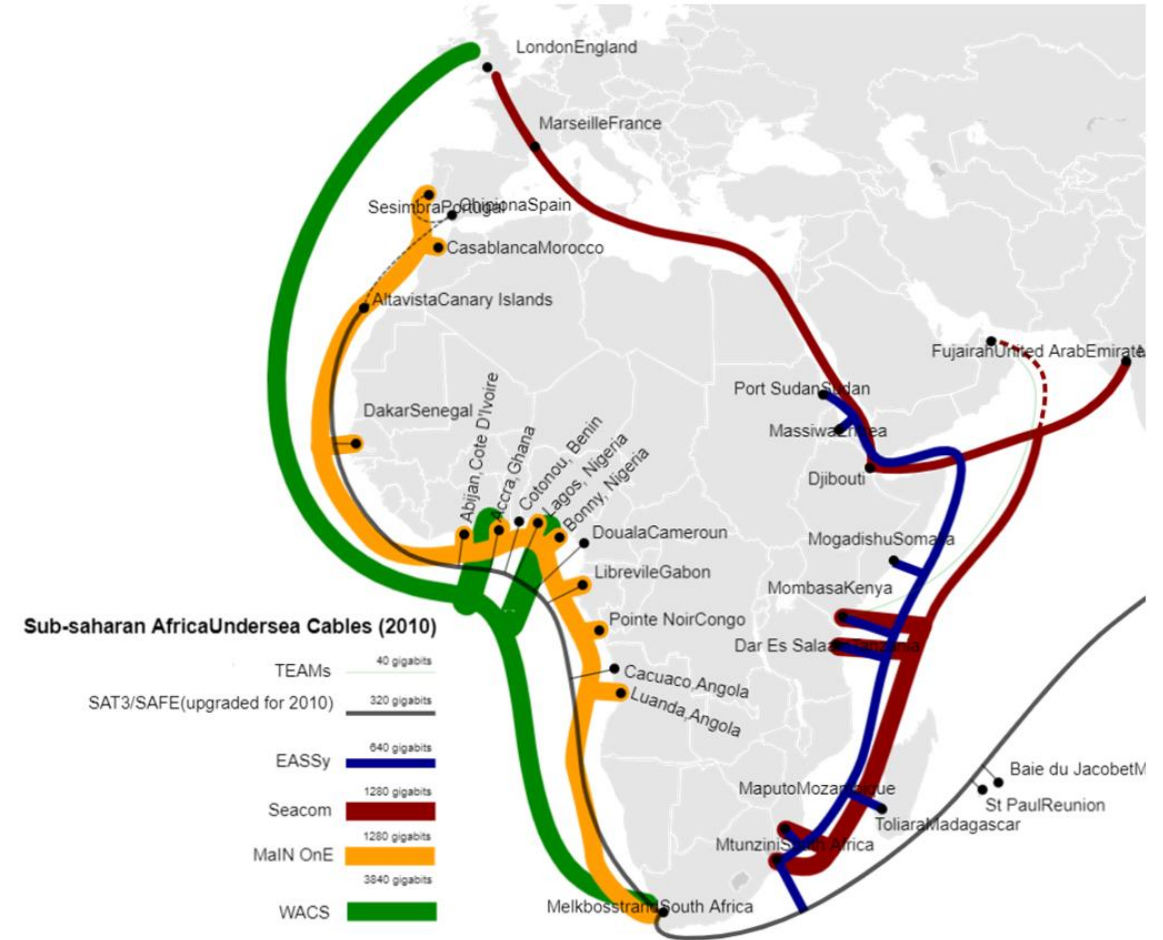 LondonEngland
MarseilleFrance
SesimbraPortugal
ChipionaSpain
CasablancaMorocco
AltavistaCanary Islands
FujairahUnited ArabEmirate
Port SudanSudan
DakarSenegal
MassiwaEritrea
Abijan,Cote D'Ivoire
Accra,Ghana
Cotonou, Benin
Lagos, Nigeria
Bonny, Nigeria
Djibouti
DoualaCameroun
MogadishuSomalia
LibrevileGabon
MombasaKenya
Pointe NoirCongo
Dar Es SalaamTanzania
Cacuaco,Angola
Luanda,Angola
Baie du JacobetM
MaputoMozambique
St PaulReunion
ToliaraMadagascar
MtunziniSouth Africa
MelkbosstrandSouth Africa
Sub-saharan AfricaUndersea Cables (2010)
TEAMs 40 gigabits
SAT3/SAFE(upgraded for 2010) 320 gigabits
EASSy 640 gigabits
Seacom 1280 gigabits
MaIN OnE 1280 gigabits
WACS 3840 gigabits